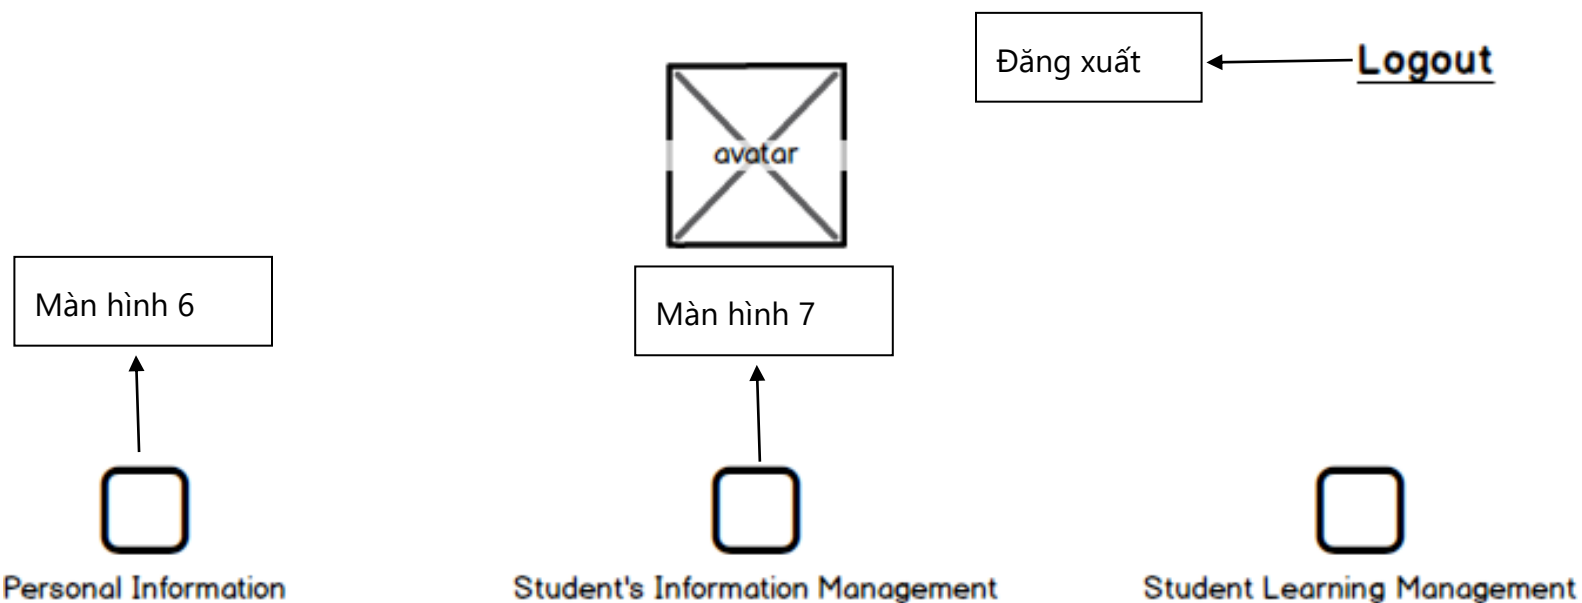 Đăng xuất
Logout
avatar
Màn hình 6
Màn hình 7
Personal Information
Student's Information Management
Student Learning Management